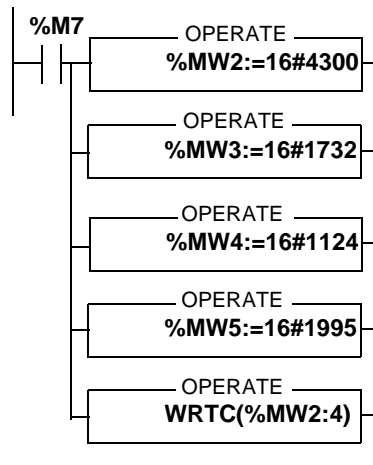 %M7
OPERATE
%MW2:=16#4300
OPERATE
%MW3:=16#1732
OPERATE
%MW4:=16#1124
OPERATE
%MW5:=16#1995
OPERATE
WRTC(%MW2:4)